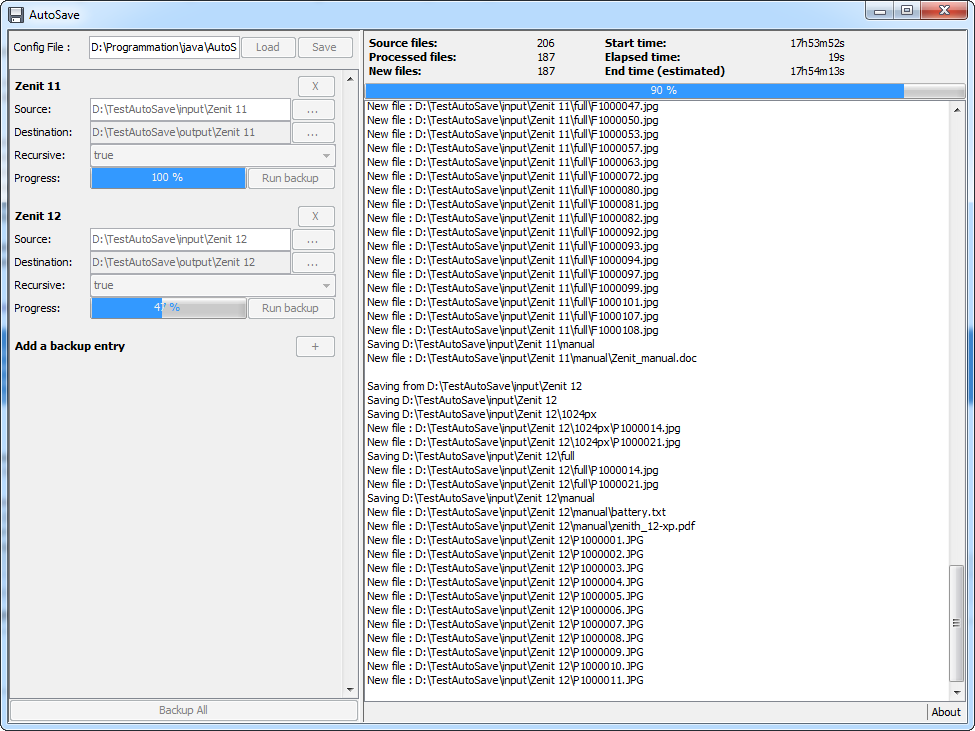 AutoSave
Config File : D:\Programmation\java\AutoS Load Save
Zenit 11 X
Source: D:\TestAutoSave\input\Zenit 11 ...
Destination: D:\TestAutoSave\output\Zenit 11 ...
Recursive: true
Progress: 100 % Run backup
Zenit 12 X
Source: D:\TestAutoSave\input\Zenit 12 ...
Destination: D:\TestAutoSave\output\Zenit 12 ...
Recursive: true
Progress: 47 % Run backup
Add a backup entry +
Backup All
Source files: 206 Start time: 17h53m52s
Processed files: 187 Elapsed time: 19s
New files: 187 End time (estimated) 17h54m13s
90 %
New file : D:\TestAutoSave\input\Zenit 11\full\F1000047.jpg
New file : D:\TestAutoSave\input\Zenit 11\full\F1000050.jpg
New file : D:\TestAutoSave\input\Zenit 11\full\F1000053.jpg
New file : D:\TestAutoSave\input\Zenit 11\full\F1000057.jpg
New file : D:\TestAutoSave\input\Zenit 11\full\F1000063.jpg
New file : D:\TestAutoSave\input\Zenit 11\full\F1000072.jpg
New file : D:\TestAutoSave\input\Zenit 11\full\F1000080.jpg
New file : D:\TestAutoSave\input\Zenit 11\full\F1000081.jpg
New file : D:\TestAutoSave\input\Zenit 11\full\F1000082.jpg
New file : D:\TestAutoSave\input\Zenit 11\full\F1000092.jpg
New file : D:\TestAutoSave\input\Zenit 11\full\F1000093.jpg
New file : D:\TestAutoSave\input\Zenit 11\full\F1000094.jpg
New file : D:\TestAutoSave\input\Zenit 11\full\F1000097.jpg
New file : D:\TestAutoSave\input\Zenit 11\full\F1000099.jpg
New file : D:\TestAutoSave\input\Zenit 11\full\F1000101.jpg
New file : D:\TestAutoSave\input\Zenit 11\full\F1000107.jpg
New file : D:\TestAutoSave\input\Zenit 11\full\F1000108.jpg
Saving D:\TestAutoSave\input\Zenit 11\manual
New file : D:\TestAutoSave\input\Zenit 11\manual\Zenit_manual.doc
Saving from D:\TestAutoSave\input\Zenit 12
Saving D:\TestAutoSave\input\Zenit 12
Saving D:\TestAutoSave\input\Zenit 12\1024px
New file : D:\TestAutoSave\input\Zenit 12\1024px\P1000014.jpg
New file : D:\TestAutoSave\input\Zenit 12\1024px\P1000021.jpg
Saving D:\TestAutoSave\input\Zenit 12\full
New file : D:\TestAutoSave\input\Zenit 12\full\P1000014.jpg
New file : D:\TestAutoSave\input\Zenit 12\full\P1000021.jpg
Saving D:\TestAutoSave\input\Zenit 12\manual
New file : D:\TestAutoSave\input\Zenit 12\manual\battery.txt
New file : D:\TestAutoSave\input\Zenit 12\manual\zenith_12-xp.pdf
New file : D:\TestAutoSave\input\Zenit 12\P1000001.JPG
New file : D:\TestAutoSave\input\Zenit 12\P1000002.JPG
New file : D:\TestAutoSave\input\Zenit 12\P1000003.JPG
New file : D:\TestAutoSave\input\Zenit 12\P1000004.JPG
New file : D:\TestAutoSave\input\Zenit 12\P1000005.JPG
New file : D:\TestAutoSave\input\Zenit 12\P1000006.JPG
New file : D:\TestAutoSave\input\Zenit 12\P1000007.JPG
New file : D:\TestAutoSave\input\Zenit 12\P1000008.JPG
New file : D:\TestAutoSave\input\Zenit 12\P1000009.JPG
New file : D:\TestAutoSave\input\Zenit 12\P1000010.JPG
New file : D:\TestAutoSave\input\Zenit 12\P1000011.JPG
About